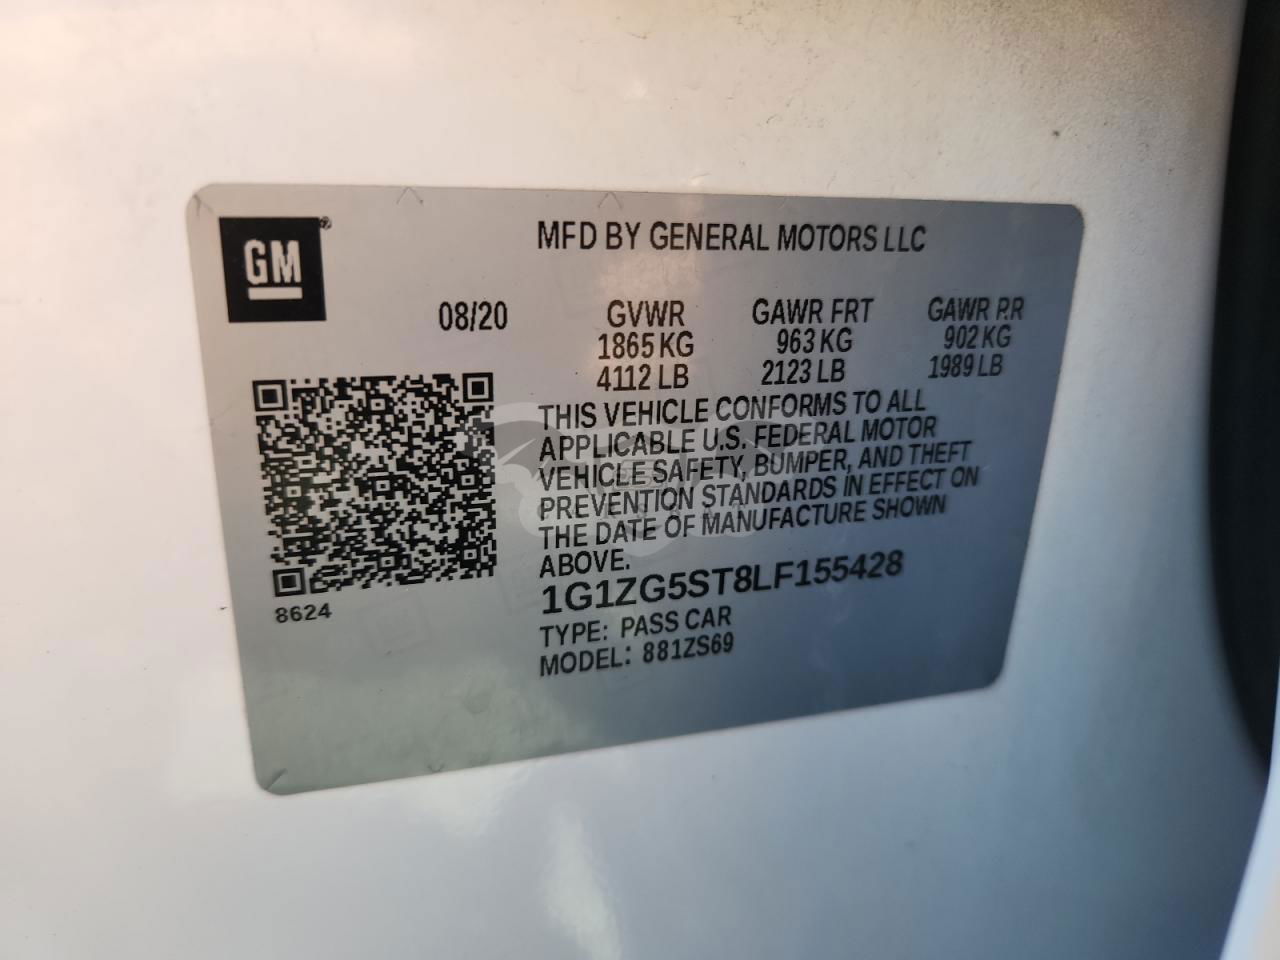 GM®
MFD BY GENERAL MOTORS LLC
08/20 GVWR GAWR FRT GAWR RR
1865 KG 963 KG 902 KG
4112 LB 2123 LB 1989 LB
THIS VEHICLE CONFORMS TO ALL
APPLICABLE U.S. FEDERAL MOTOR
VEHICLE SAFETY, BUMPER, AND THEFT
PREVENTION STANDARDS IN EFFECT ON
THE DATE OF MANUFACTURE SHOWN
ABOVE.
1G1ZG5ST8LF155428
8624
TYPE: PASS CAR
MODEL: 881ZS69